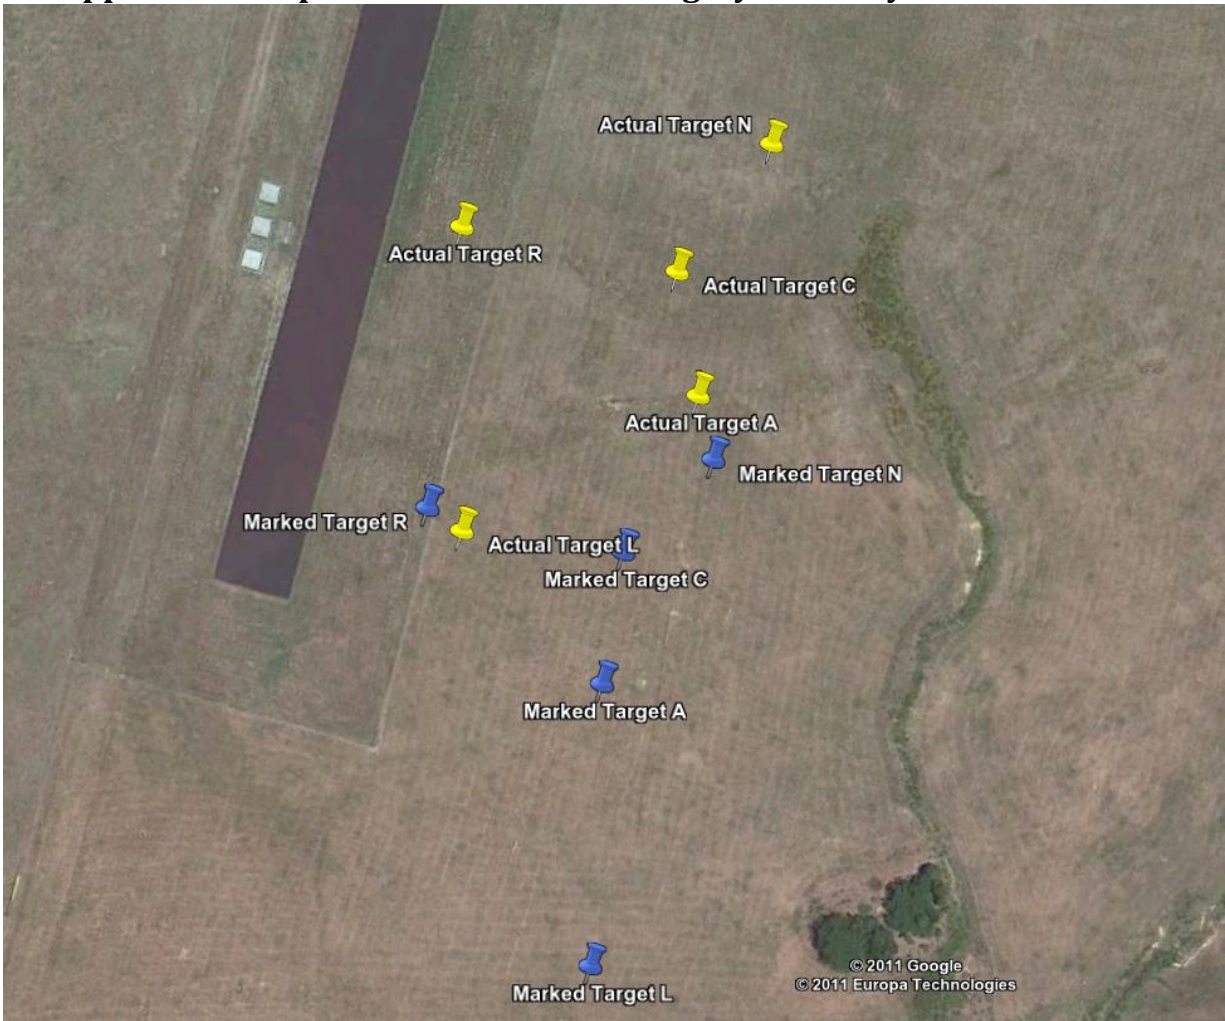 Actual Target N
Actual Target R
Actual Target C
Actual Target A
Marked Target N
Marked Target R
Actual Target L
Marked Target C
Marked Target A
© 2011 Google
© 2011 Europa Technologies
Marked Target L